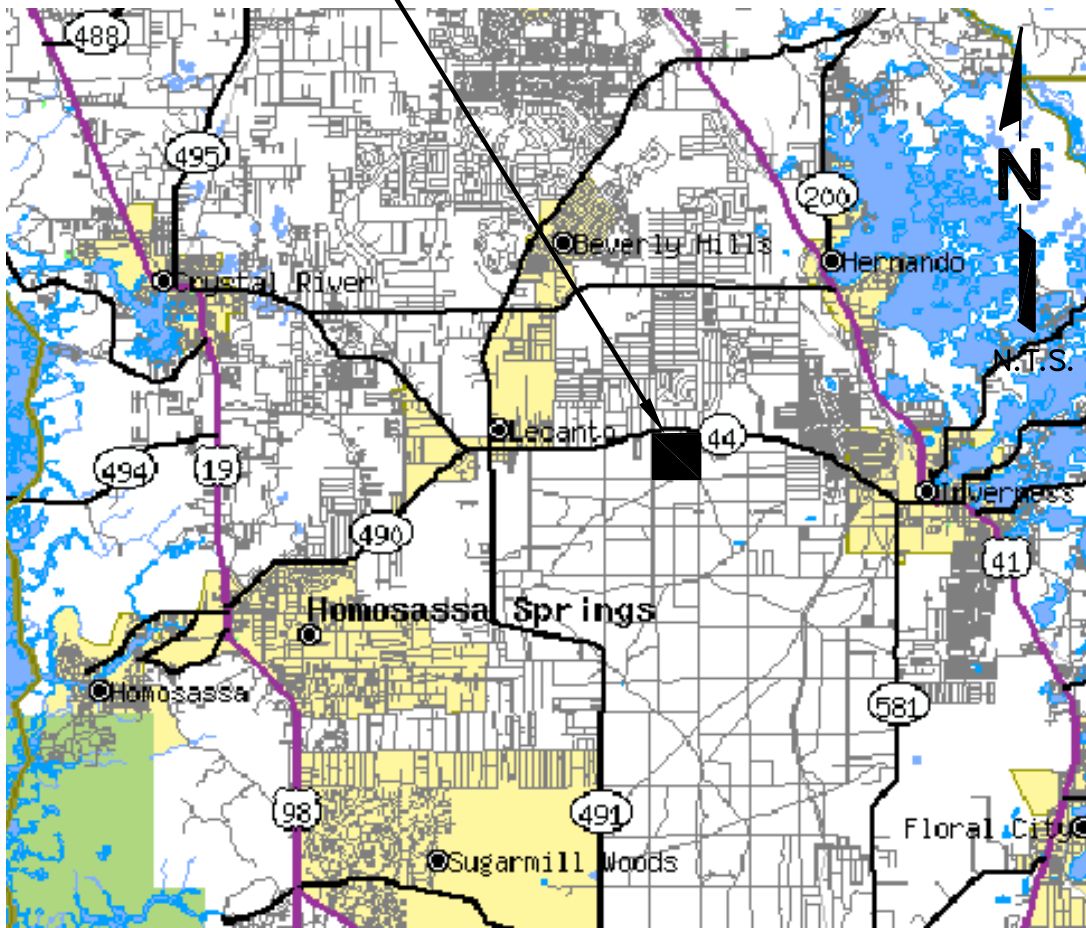 488
495
200
N
Beverly Hills
Hernando
Crystal River
N.T.S.
Lecanto
44
494
19
Inverness
490
41
Homosassa Springs
Homosassa
581
98
491
Floral City
Sugarmill Woods